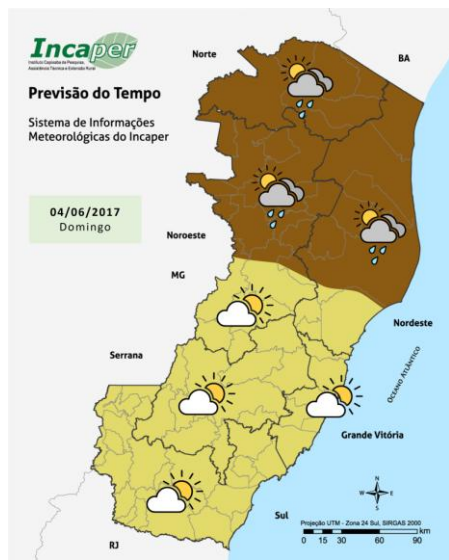 Incaper
Instituto Capixaba de Pesquisa,
Assistência Técnica e Extensão Rural
Previsão do Tempo
Sistema de Informações
Meteorológicas do Incaper
04/06/2017
Domingo
Norte
BA
Noroeste
MG
Nordeste
Serrana
OCEANO ATLÂNTICO
Grande Vitória
Sul
RJ
N
W
E
S
Projeção UTM - Zona 24 Sul, SIRGAS 2000
km
0 15 30 60 90